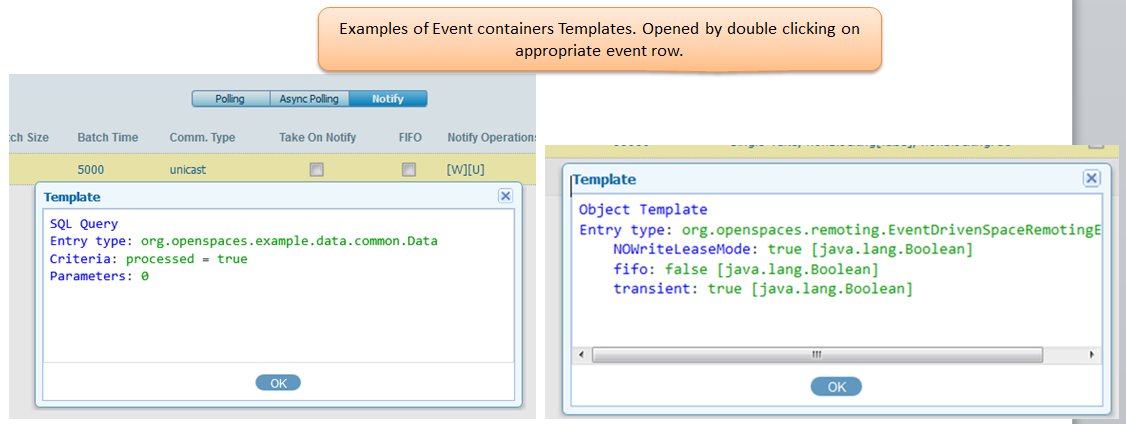 Examples of Event containers Templates. Opened by double clicking on
appropriate event row.
Polling Async Polling Notify
ch Size Batch Time Comm. Type Take On Notify FIFO Notify Operation
5000 unicast [W][U]
Template
SQL Query
Entry type: org.openspaces.example.data.common.Data
Criteria: processed = true
Parameters: 0
OK
Template
Object Template
Entry type: org.openspaces.remoting.EventDrivenSpaceRemotingE
NOWriteLeaseMode: true [java.lang.Boolean]
fifo: false [java.lang.Boolean]
transient: true [java.lang.Boolean]
OK